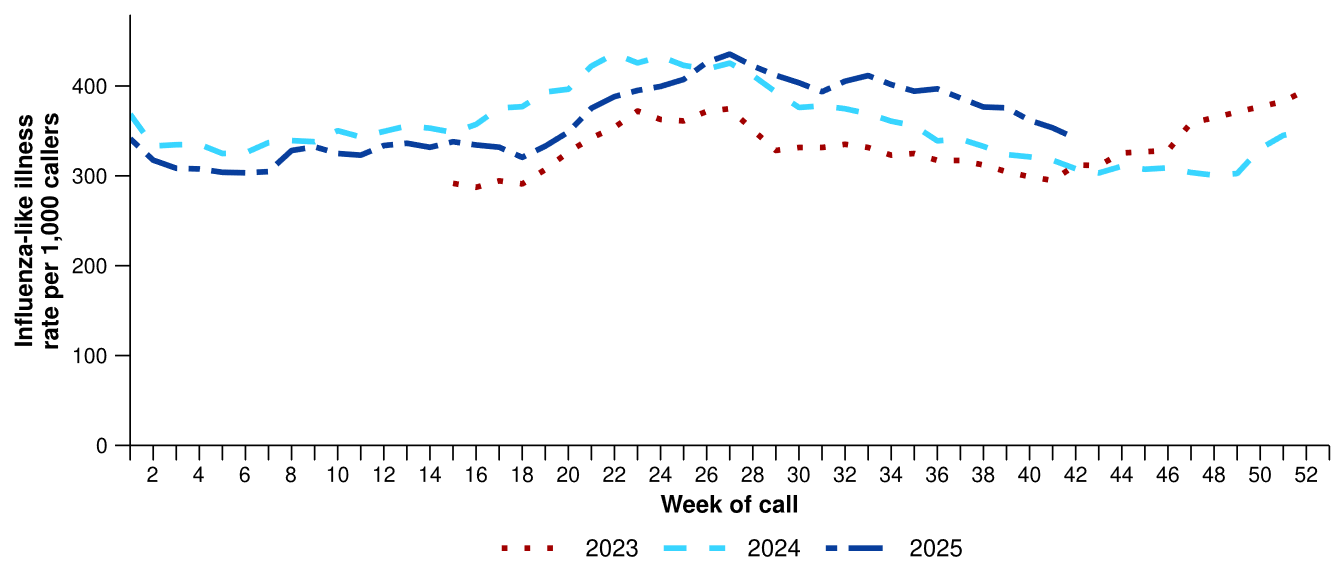 Influenza-like illness
rate per 1,000 callers
400
300
200
100
0
2 4 6 8 10 12 14 16 18 20 22 24 26 28 30 32 34 36 38 40 42 44 46 48 50 52
Week of call
2023 2024 2025